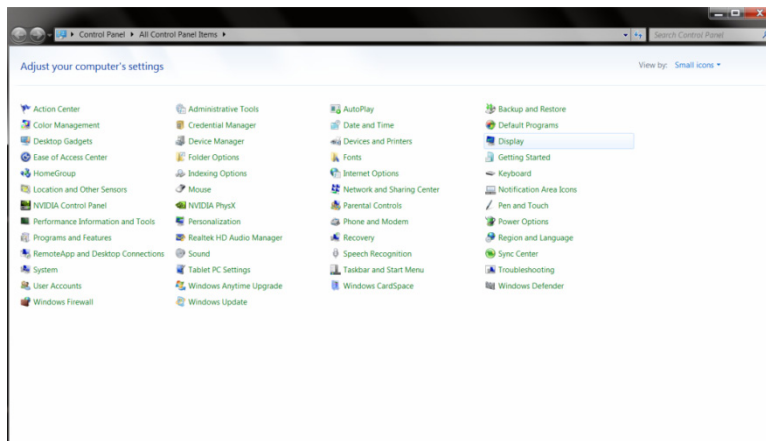 Control Panel All Control Panel Items
Search Control Panel
Adjust your computer's settings
View by: Small icons
Action Center Administrative Tools AutoPlay Backup and Restore
Color Management Credential Manager Date and Time Default Programs
Desktop Gadgets Device Manager Devices and Printers Display
Ease of Access Center Folder Options Fonts Getting Started
HomeGroup Indexing Options Internet Options Keyboard
Location and Other Sensors Mouse Network and Sharing Center Notification Area Icons
NVIDIA Control Panel NVIDIA PhysX Parental Controls Pen and Touch
Performance Information and Tools Personalization Phone and Modem Power Options
Programs and Features Realtek HD Audio Manager Recovery Region and Language
RemoteApp and Desktop Connections Sound Speech Recognition Sync Center
System Tablet PC Settings Taskbar and Start Menu Troubleshooting
User Accounts Windows Anytime Upgrade Windows CardSpace Windows Defender
Windows Firewall Windows Update